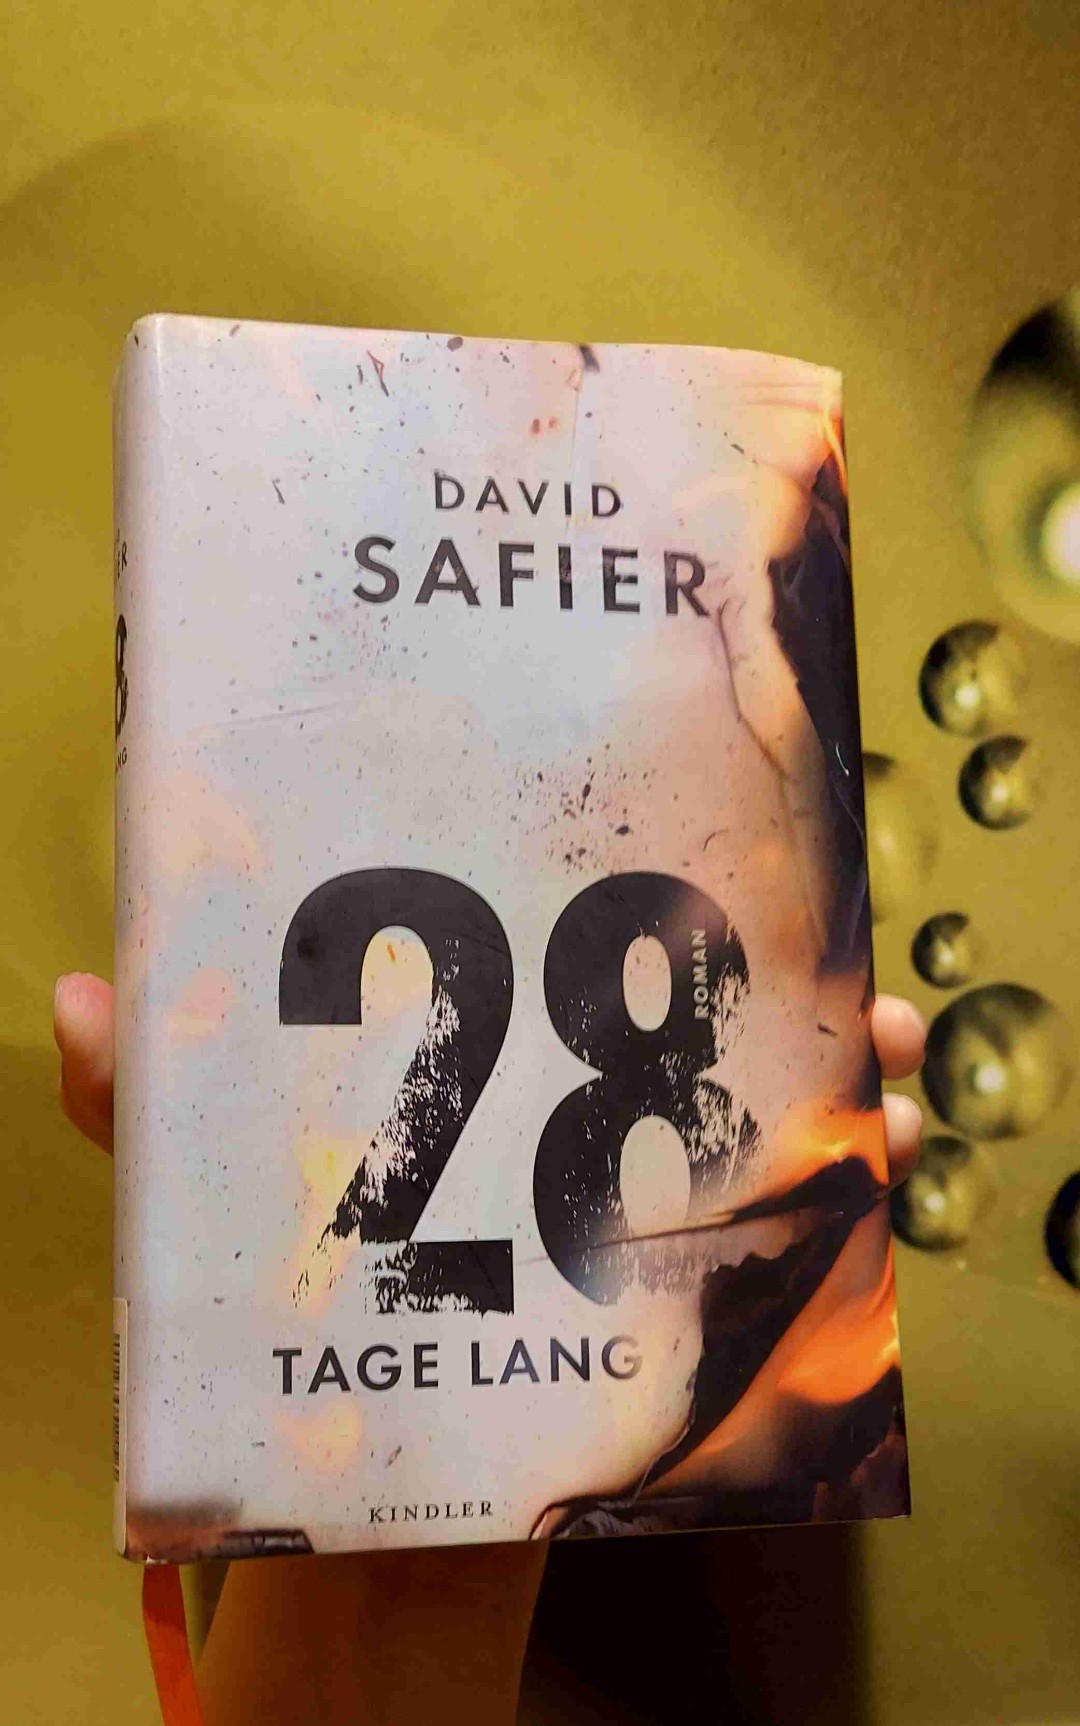 DAVID
SAFIER
28
ROMAN
TAGE LANG
KINDLER